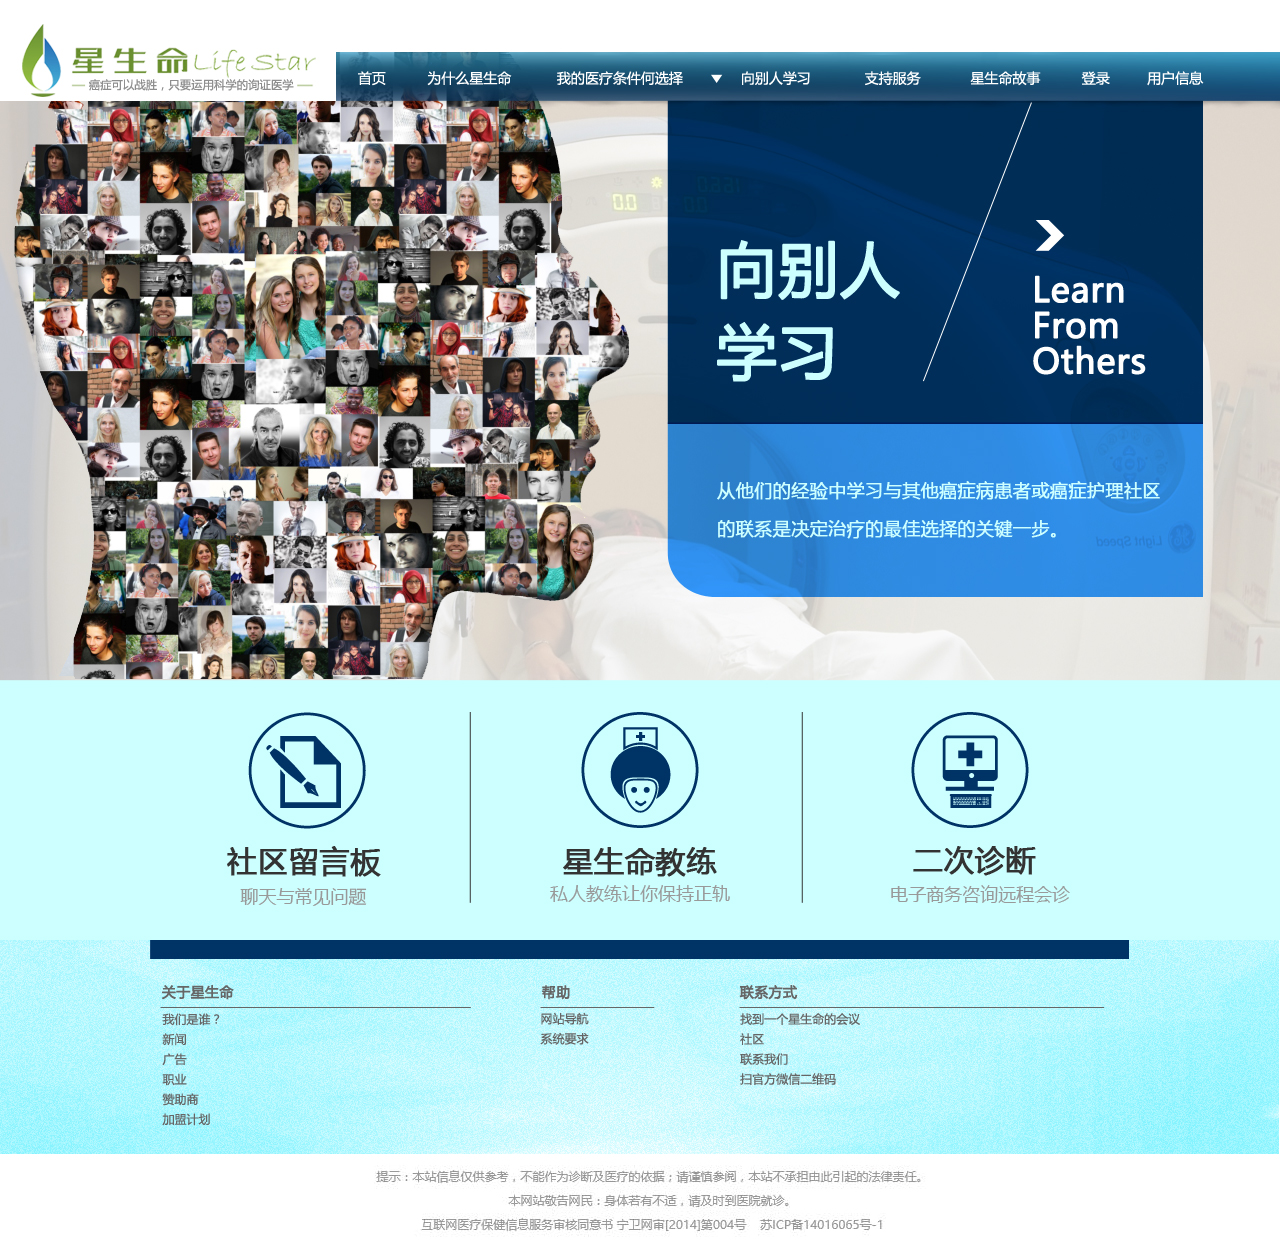 星生命LifeStar
癌症可以战胜，只要运用科学的询证医学
首页 为什么星生命 我的医疗条件何选择 向别人学习 支持服务 星生命故事 登录 用户信息
向别人
学习
Learn
From
Others
从他们的经验中学习与其他癌症病患者或癌症护理社区
的联系是决定治疗的最佳选择的关键一步。
Light Speed
社区留言板 星生命教练 二次诊断
聊天与常见问题 私人教练让你保持正轨 电子商务咨询远程会诊
关于星生命 帮助 联系方式
我们是谁？ 网站导航 找到一个星生命的会议
新闻 系统要求 社区
广告 联系我们
职业 扫官方微信二维码
赞助商
加盟计划
提示：本站信息仅供参考，不能作为诊断及医疗的依据；请谨慎参阅，本站不承担由此引起的法律责任。
本网站敬告网民：身体若有不适，请及时到医院就诊。
互联网医疗保健信息服务审核同意书 宁卫网审[2014]第004号 苏ICP备14016065号-1